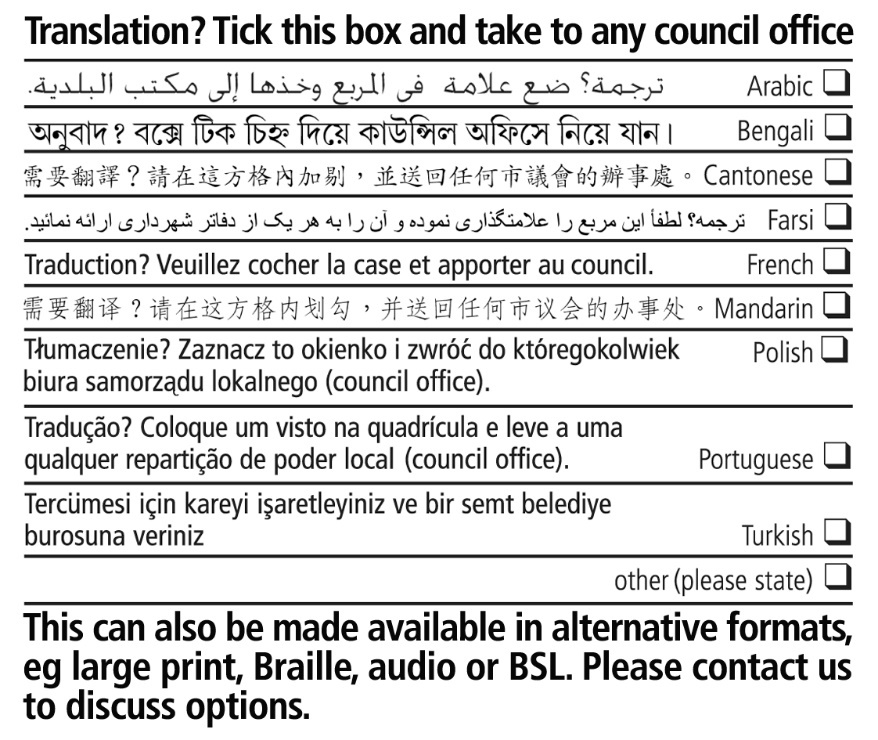 Translation? Tick this box and take to any council office
ترجمة؟ ضع علامة في المربع وخذها إلى مكتب البلدية. Arabic
অনুবাদ? বক্সে টিক চিহ্ন দিয়ে কাউন্সিল অফিসে নিয়ে যান। Bengali
需要翻譯？請在這方格內加剔，並送回任何市議會的辦事處。 Cantonese
ترجمه؟ لطفأ این مربع را علامتگذاری نموده و آن را به هر یک از دفاتر شهرداری ارائه نمائید. Farsi
Traduction? Veuillez cocher la case et apporter au council. French
需要翻译？请在这方格内划勾，并送回任何市议会的办事处。 Mandarin
Tłumaczenie? Zaznacz to okienko i zwróć do któregokolwiek Polish
biura samorządu lokalnego (council office).
Tradução? Coloque um visto na quadrícula e leve a uma
qualquer repartição de poder local (council office). Portuguese
Tercümesi için kareyi işaretleyiniz ve bir semt belediye
burosuna veriniz Turkish
other (please state)
This can also be made available in alternative formats,
eg large print, Braille, audio or BSL. Please contact us
to discuss options.